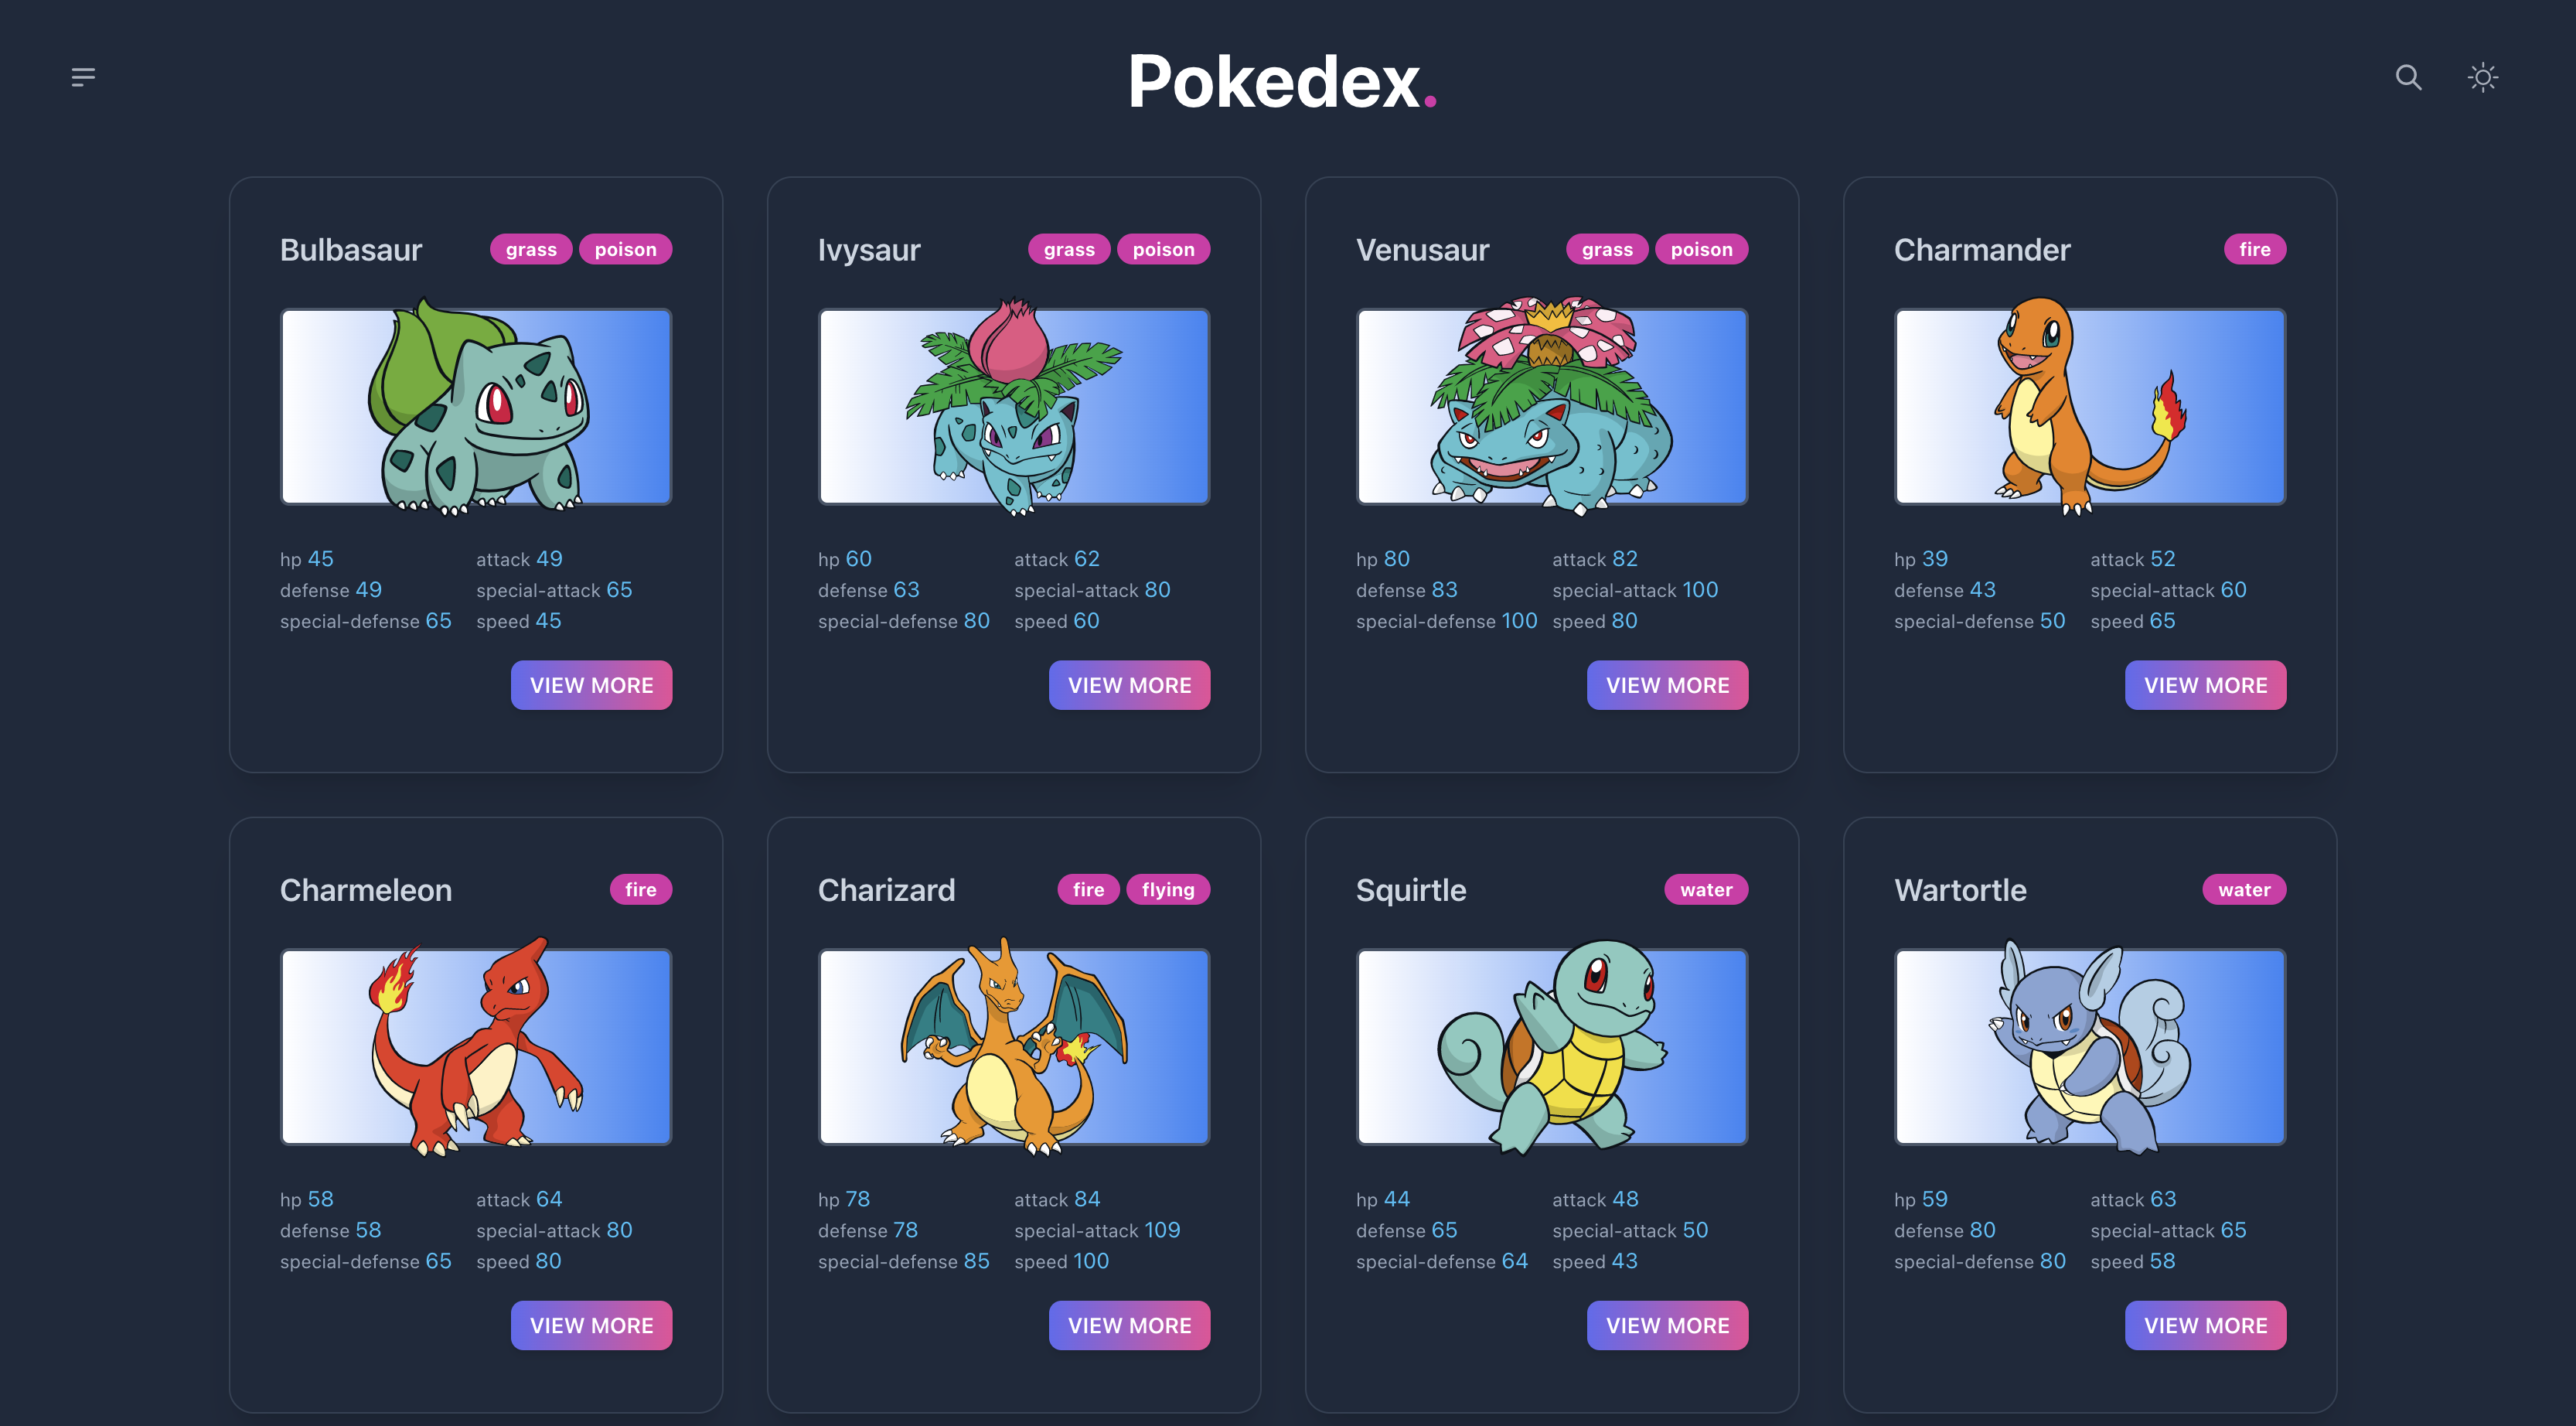 Pokedex.
Bulbasaur grass poison
hp 45 attack 49
defense 49 special-attack 65
special-defense 65 speed 45
VIEW MORE
Ivysaur grass poison
hp 60 attack 62
defense 63 special-attack 80
special-defense 80 speed 60
VIEW MORE
Venusaur grass poison
hp 80 attack 82
defense 83 special-attack 100
special-defense 100 speed 80
VIEW MORE
Charmander fire
hp 39 attack 52
defense 43 special-attack 60
special-defense 50 speed 65
VIEW MORE
Charmeleon fire
hp 58 attack 64
defense 58 special-attack 80
special-defense 65 speed 80
VIEW MORE
Charizard fire flying
hp 78 attack 84
defense 78 special-attack 109
special-defense 85 speed 100
VIEW MORE
Squirtle water
hp 44 attack 48
defense 65 special-attack 50
special-defense 64 speed 43
VIEW MORE
Wartortle water
hp 59 attack 63
defense 80 special-attack 65
special-defense 80 speed 58
VIEW MORE